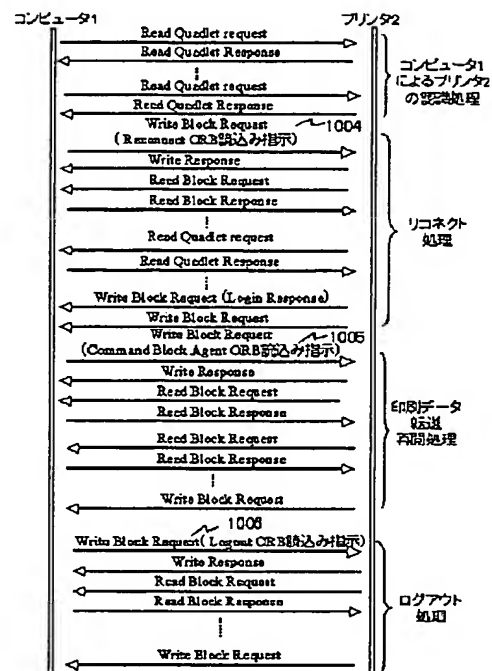 コンピュータ1
プリンタ2
Read Quadlet request
Read Quadlet Response
Read Quadlet request
Read Quadlet Response
コンピュータ1
によるプリンタ2
の認識処理
Write Block Request
1004
(Reconnect ORB読込み指示)
Write Response
Read Block Request
Read Block Response
Read Quadlet request
Read Quadlet Response
Write Block Request (Login Response)
Write Block Request
リコネクト
処理
Write Block Request
1005
(Command Block Agent ORB読込み指示)
Write Response
Read Block Request
Read Block Response
Read Block Request
Read Block Response
Write Block Request
印刷データ
転送
再開処理
1006
Write Block Request( Logout ORB読込み指示)
Write Response
Read Block Request
Read Block Response
Write Block Request
ログアウト
処理